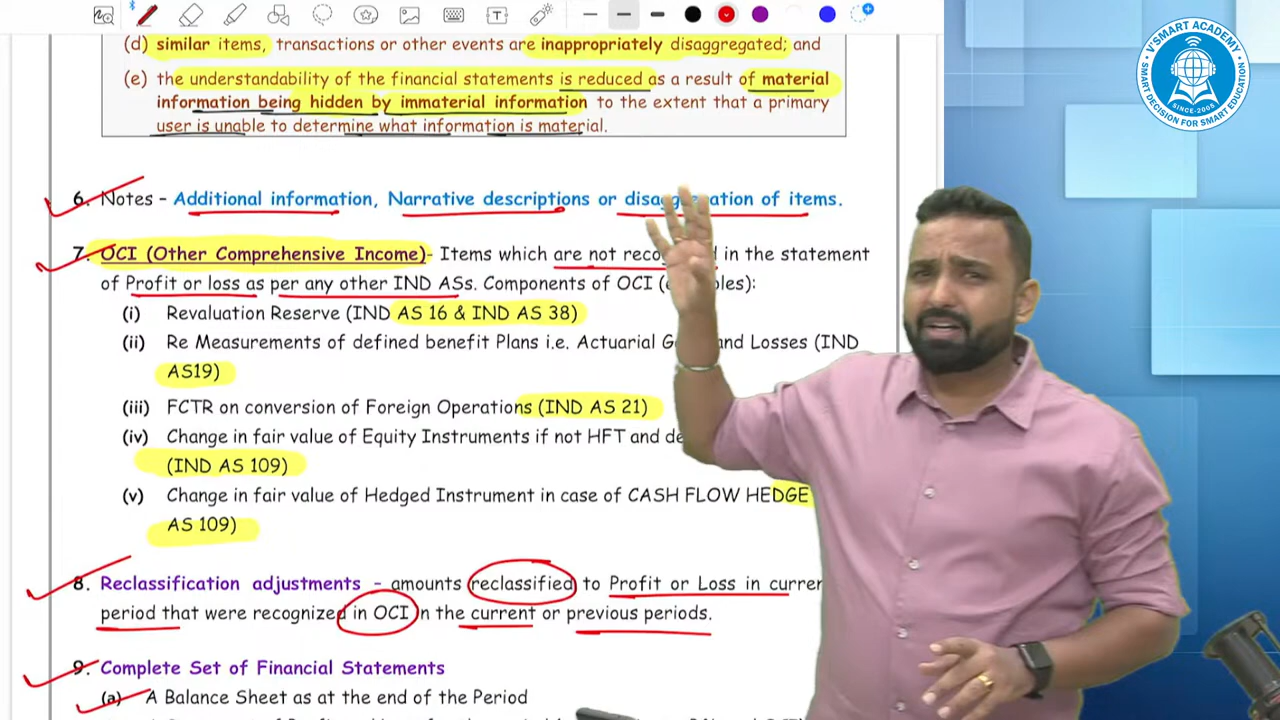 (d) similar items, transactions or other events are inappropriately disaggregated; and
(e) the understandability of the financial statements is reduced as a result of material
information being hidden by immaterial information to the extent that a primary
user is unable to determine what information is material.
6. Notes – Additional information, Narrative descriptions or disaggregation of items.
7. OCI (Other Comprehensive Income)- Items which are not in the statement
of Profit or loss as per any other IND ASs. Components of OCI
(i) Revaluation Reserve (IND AS 16 & IND AS 38)
(ii) Re Measurements of defined benefit Plans i.e. Actuarial and Losses (IND
AS19)
(iii) FCTR on conversion of Foreign Operations (IND AS 21)
(iv) Change in fair value of Equity Instruments if not HFT and
(IND AS 109)
(v) Change in fair value of Hedged Instrument in case of CASH FLOW HEDGE
AS 109)
8. Reclassification adjustments - amounts reclassified to Profit or Loss in
period that were recognized in OCI in the current or previous periods.
9. Complete Set of Financial Statements
(a) A Balance Sheet as at the end of the Period
V'SMART ACADEMY
SINCE-2005
SMART DECISION FOR SMART EDUCATION